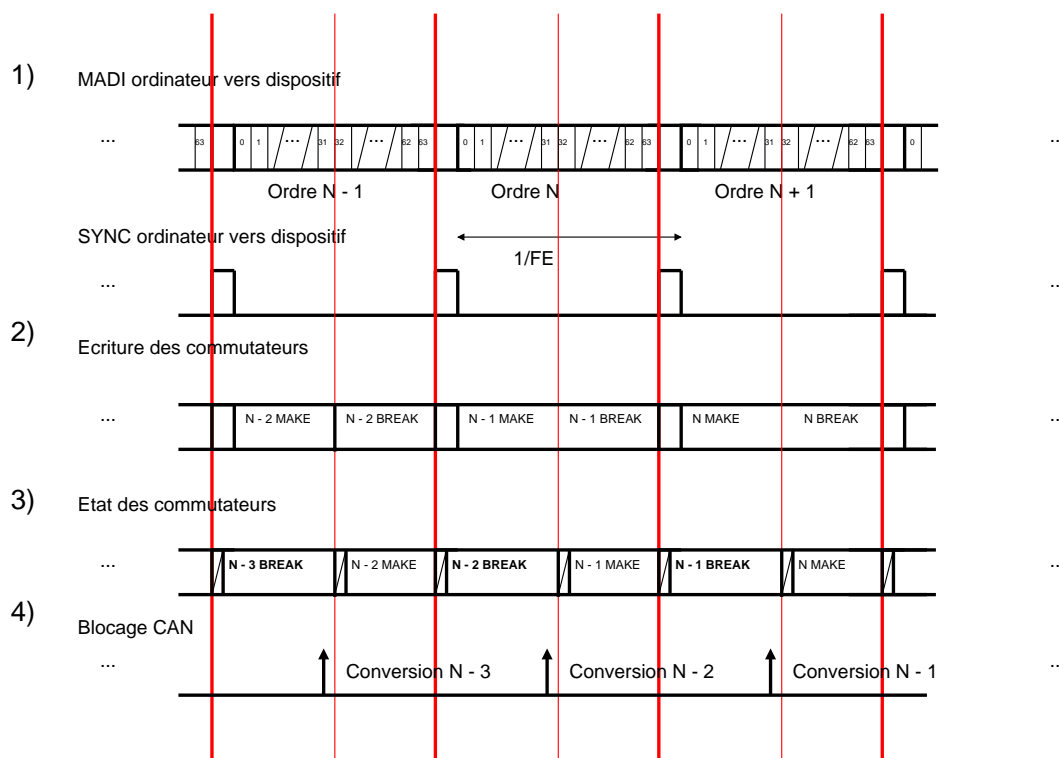 1)
MADI ordinateur vers dispositif
... 63 0 1 ... 31 32 ... 62 63 0 1 ... 31 32 ... 62 63 0 1 ... 31 32 ... 62 63 0 ..
Ordre N - 1 Ordre N Ordre N + 1
SYNC ordinateur vers dispositif
1/FE
... ..
2)
Ecriture des commutateurs
... N - 2 MAKE N - 2 BREAK N - 1 MAKE N - 1 BREAK N MAKE N BREAK ..
3)
Etat des commutateurs
... N - 3 BREAK N - 2 MAKE N - 2 BREAK N - 1 MAKE N - 1 BREAK N MAKE ..
4)
Blocage CAN
... Conversion N - 3 Conversion N - 2 Conversion N - 1 ..